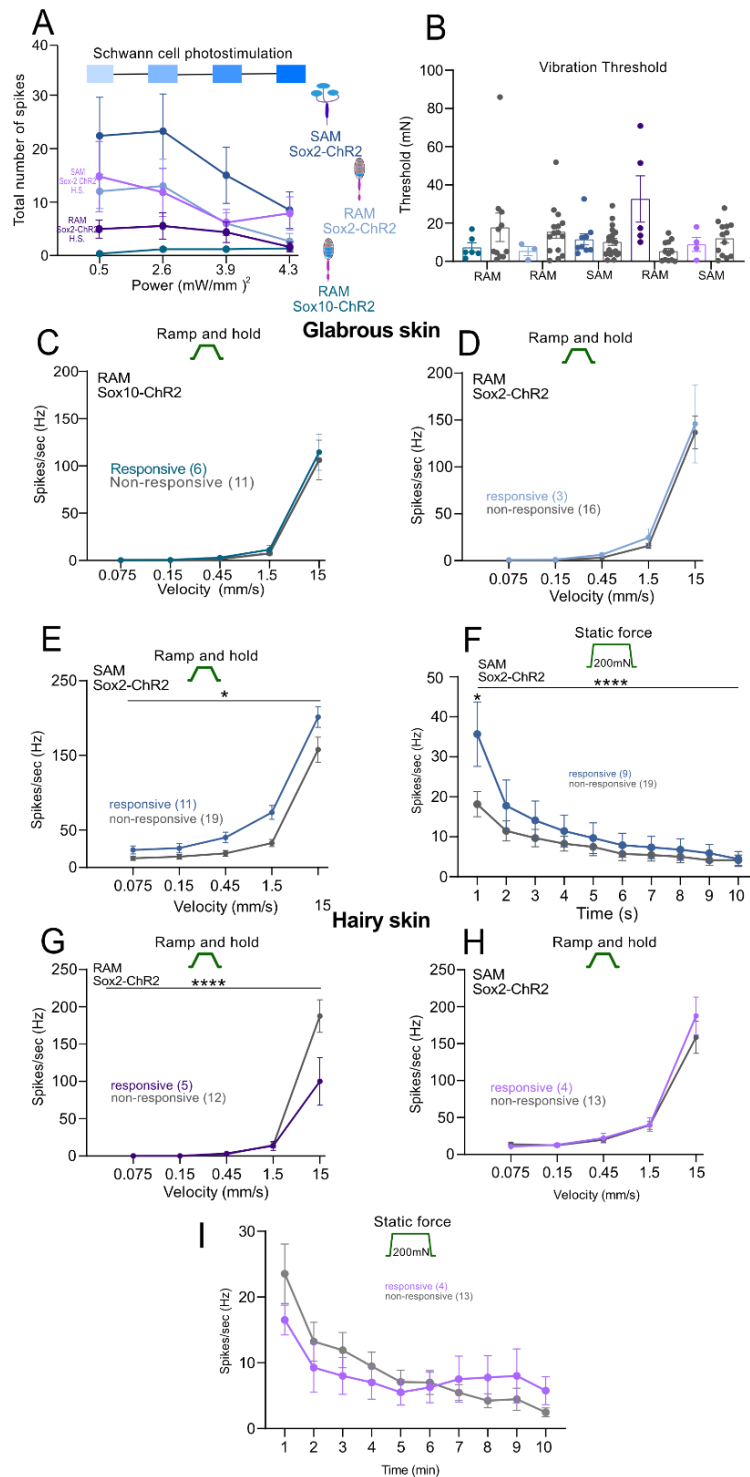 A
Schwann cell photostimulation
Total number of spikes
40
30
20
10
0
0.5
2.6
3.9
4.3
Power (mW/mm )²
SAM
Sox-2 ChR2
H.S.
RAM
Sox2-ChR2
H.S.
SAM
Sox2-ChR2
RAM
Sox2-ChR2
RAM
Sox10-ChR2
B
Vibration Threshold
Threshold (mN)
100
80
60
40
20
0
RAM
RAM
SAM
RAM
SAM
Glabrous skin
C
Ramp and hold
RAM
Sox10-ChR2
Spikes/sec (Hz)
200
150
100
50
0
Responsive (6)
Non-responsive (11)
0.075
0.15
0.45
1.5
15
Velocity (mm/s)
D
Ramp and hold
RAM
Sox2-ChR2
Spikes/sec (Hz)
200
150
100
50
0
responsive (3)
non-responsive (16)
0.075
0.15
0.45
1.5
15
Velocity (mm/s)
E
Ramp and hold
SAM
Sox2-ChR2
*
Spikes/sec (Hz)
250
150
50
0
responsive (11)
non-responsive (19)
0.075
0.15
0.45
1.5
15
Velocity (mm/s)
F
Static force
200mN
SAM
Sox2-ChR2
****
*
Spikes/sec (Hz)
50
40
30
20
10
0
responsive (9)
non-responsive (19)
1
2
3
4
5
6
7
8
9
10
Time (s)
Hairy skin
G
Ramp and hold
RAM
Sox2-ChR2
****
Spikes/sec (Hz)
250
200
150
100
50
0
responsive (5)
non-responsive (12)
0.075
0.15
0.45
1.5
15
Velocity (mm/s)
H
Ramp and hold
SAM
Sox2-ChR2
Spikes/sec (Hz)
250
200
150
100
50
0
responsive (4)
non-responsive (13)
0.075
0.15
0.45
1.5
15
Velocity (mm/s)
I
Static force
200mN
Spikes/sec (Hz)
30
20
10
0
responsive (4)
non-responsive (13)
1
2
3
4
5
6
7
8
9
10
Time (min)